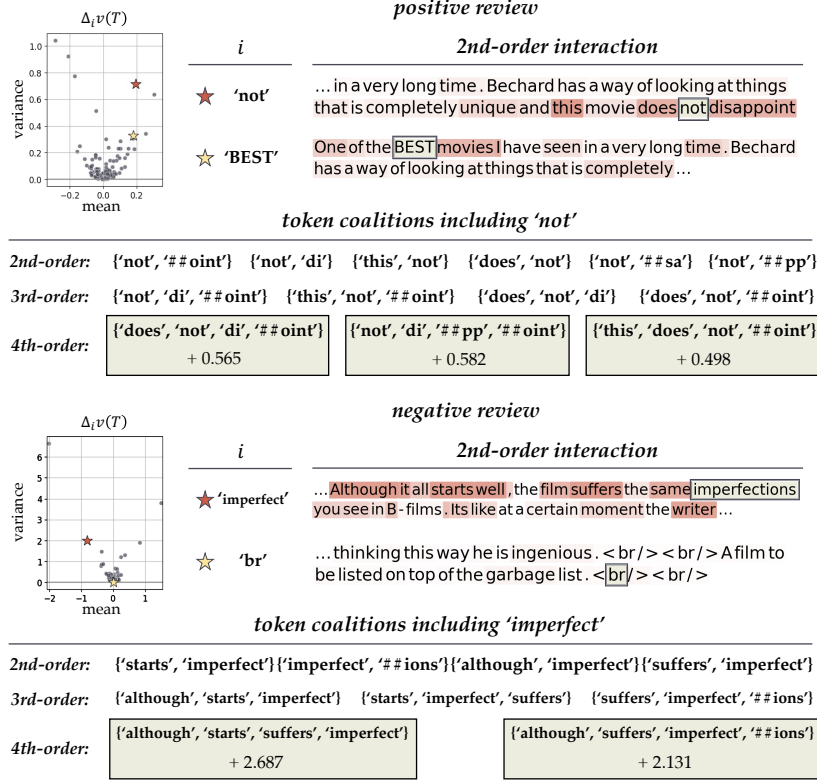 positive review
Δᵢv(T)
1.0
0.8
0.6
0.4
0.2
0.0
variance
−0.2 0.0 0.2
mean
i 2nd-order interaction
'not'
... in a very long time . Bechard has a way of looking at things
that is completely unique and this movie does not disappoint
'BEST'
One of the BEST movies I have seen in a very long time . Bechard
has a way of looking at things that is completely ...
token coalitions including 'not'
2nd-order: {'not', '##oint'} {'not', 'di'} {'this', 'not'} {'does', 'not'} {'not', '##sa'} {'not', '##pp'}
3rd-order: {'not', 'di', '##oint'} {'this', 'not', '##oint'} {'does', 'not', 'di'} {'does', 'not', '##oint'}
4th-order: {'does', 'not', 'di', '##oint'} {'not', 'di', '##pp', '##oint'} {'this', 'does', 'not', '##oint'}
+ 0.565 + 0.582 + 0.498
negative review
Δᵢv(T)
6
5
4
3
2
1
0
variance
−2 −1 0 1
mean
i 2nd-order interaction
'imperfect'
... Although it all starts well , the film suffers the same imperfections
you see in B - films . Its like at a certain moment the writer ...
'br'
... thinking this way he is ingenious . < br / > < br / > A film to
be listed on top of the garbage list . < br / > < br / >
token coalitions including 'imperfect'
2nd-order: {'starts', 'imperfect'} {'imperfect', '##ions'} {'although', 'imperfect'} {'suffers', 'imperfect'}
3rd-order: {'although', 'starts', 'imperfect'} {'starts', 'imperfect', 'suffers'} {'suffers', 'imperfect', '##ions'}
4th-order: {'although', 'starts', 'suffers', 'imperfect'} {'although', 'suffers', 'imperfect', '##ions'}
+ 2.687 + 2.131